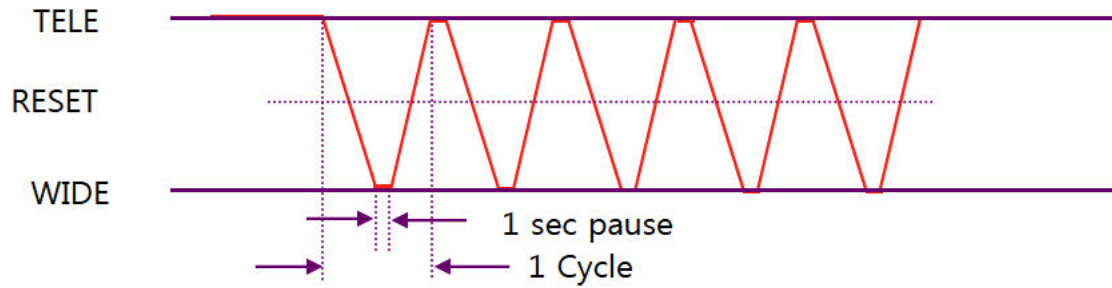 TELE
RESET
WIDE
1 sec pause
1 Cycle